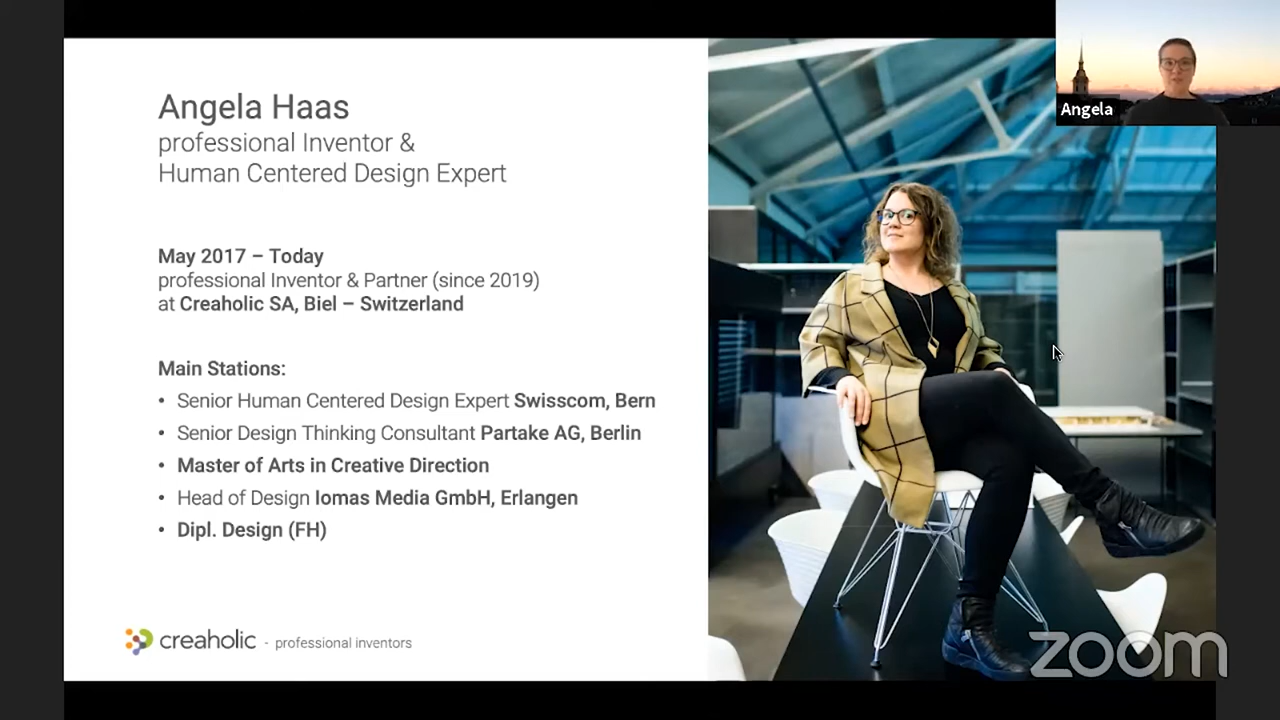 Angela Haas
professional Inventor &
Human Centered Design Expert
May 2017 – Today
professional Inventor & Partner (since 2019)
at Creaholic SA, Biel – Switzerland
Main Stations:
• Senior Human Centered Design Expert Swisscom, Bern
• Senior Design Thinking Consultant Partake AG, Berlin
• Master of Arts in Creative Direction
• Head of Design Iomas Media GmbH, Erlangen
• Dipl. Design (FH)
creaholic - professional inventors
Angela
zoom